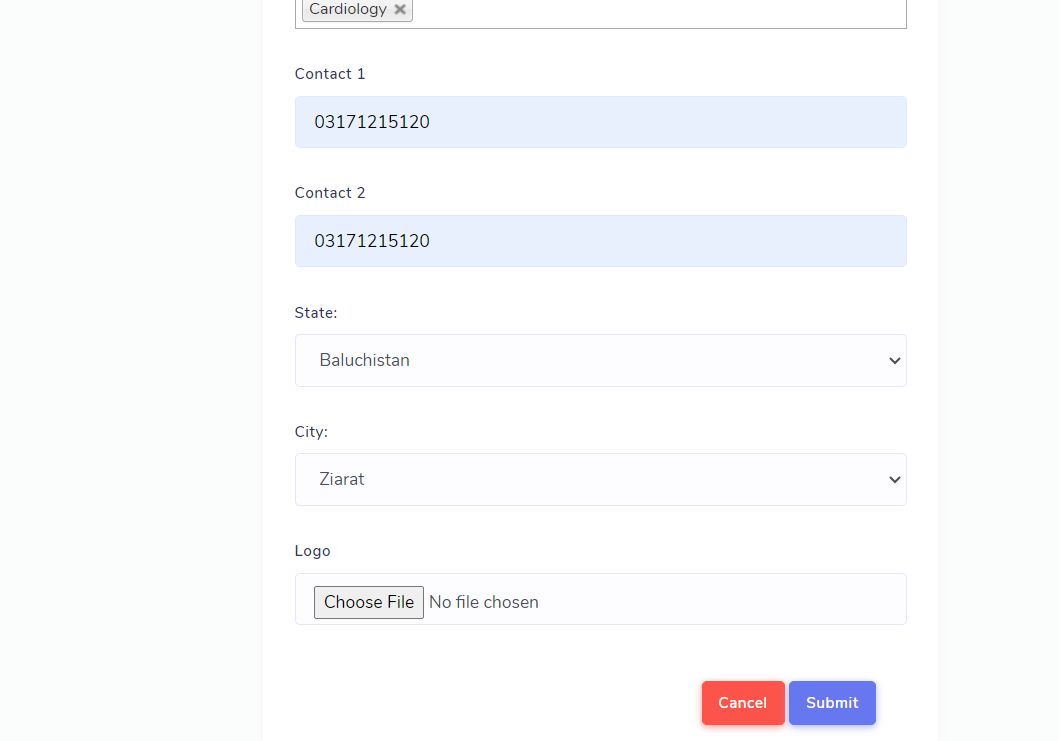 Cardiology
Contact 1
03171215120
Contact 2
03171215120
State:
Baluchistan
City:
Ziarat
Logo
Choose File No file chosen
Cancel Submit